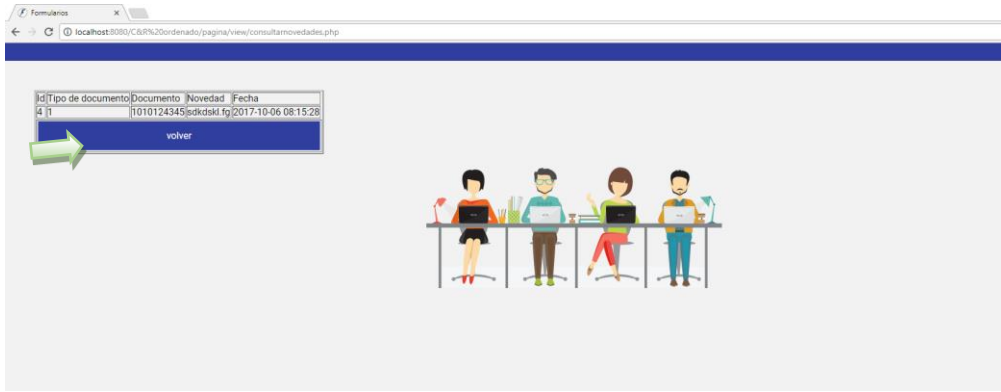 Formularios
localhost:8080/C&R%20ordenado/pagina/view/consultarnovedades.php
Id Tipo de documento Documento Novedad Fecha
4 1 1010124345 sdkdskl.fg 2017-10-06 08:15:28
volver